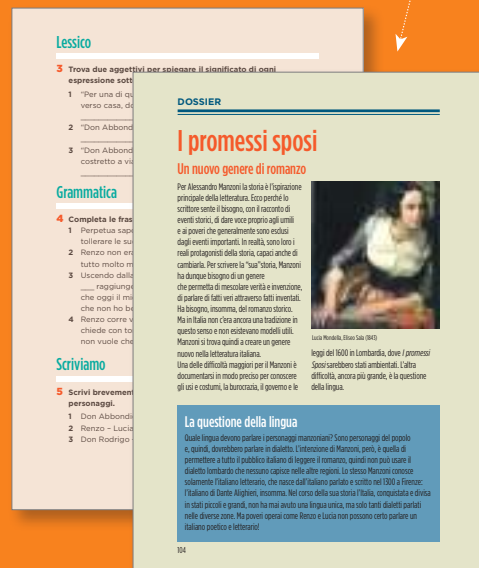 Lessico
3 Trova due aggettivi per spiegare il significato di ogni
espressione sott
1 "Per una di qu
verso casa, do
2 "Don Abbond
3 "Don Abbond
costretto a via
Grammatica
4 Completa le fras
1 Perpetua sape
tollerare le su
2 Renzo non era
tutto molto m
3 Uscendo dalla
___ raggiunge
che oggi il mi
che non ho be
4 Renzo corre v
chiede con to
non vuole che
Scriviamo
5 Scrivi brevement
personaggi.
1 Don Abbondi
2 Renzo – Lucia
3 Don Rodrigo
DOSSIER
I promessi sposi
Un nuovo genere di romanzo
Per Alessandro Manzoni la storia è l'ispirazione
principale della letteratura. Ecco perché lo
scrittore sente il bisogno, con il racconto di
eventi storici, di dare voce proprio agli umili
e ai poveri che generalmente sono esclusi
dagli eventi importanti. In realtà, sono loro i
reali protagonisti della storia, capaci anche di
cambiarla. Per scrivere la "sua" storia, Manzoni
ha dunque bisogno di un genere
che permetta di mescolare verità e invenzione,
di parlare di fatti veri attraverso fatti inventati.
Ha bisogno, insomma, del romanzo storico.
Ma in Italia non c'era ancora una tradizione in
questo senso e non esistevano modelli utili.
Manzoni si trova quindi a creare un genere
nuovo nella letteratura italiana.
Una delle difficoltà maggiori per il Manzoni è
documentarsi in modo preciso per conoscere
gli usi e costumi, la burocrazia, il governo e le
Lucia Mondella, Eliseo Sala (1843)
leggi del 1600 in Lombardia, dove I promessi
Sposi sarebbero stati ambientati. L'altra
difficoltà, ancora più grande, è la questione
della lingua.
La questione della lingua
Quale lingua devono parlare i personaggi manzoniani? Sono personaggi del popolo
e, quindi, dovrebbero parlare in dialetto. L'intenzione di Manzoni, però, è quella di
permettere a tutto il pubblico italiano di leggere il romanzo, quindi non può usare il
dialetto lombardo che nessuno capisce nelle altre regioni. Lo stesso Manzoni conosce
solamente l'italiano letterario, che nasce dall'italiano parlato e scritto nel 1300 a Firenze:
l'italiano di Dante Alighieri, insomma. Nel corso della sua storia l'Italia, conquistata e divisa
in stati piccoli e grandi, non ha mai avuto una lingua unica, ma solo tanti dialetti parlati
nelle diverse zone. Ma poveri operai come Renzo e Lucia non possono certo parlare un
italiano poetico e letterario!
104